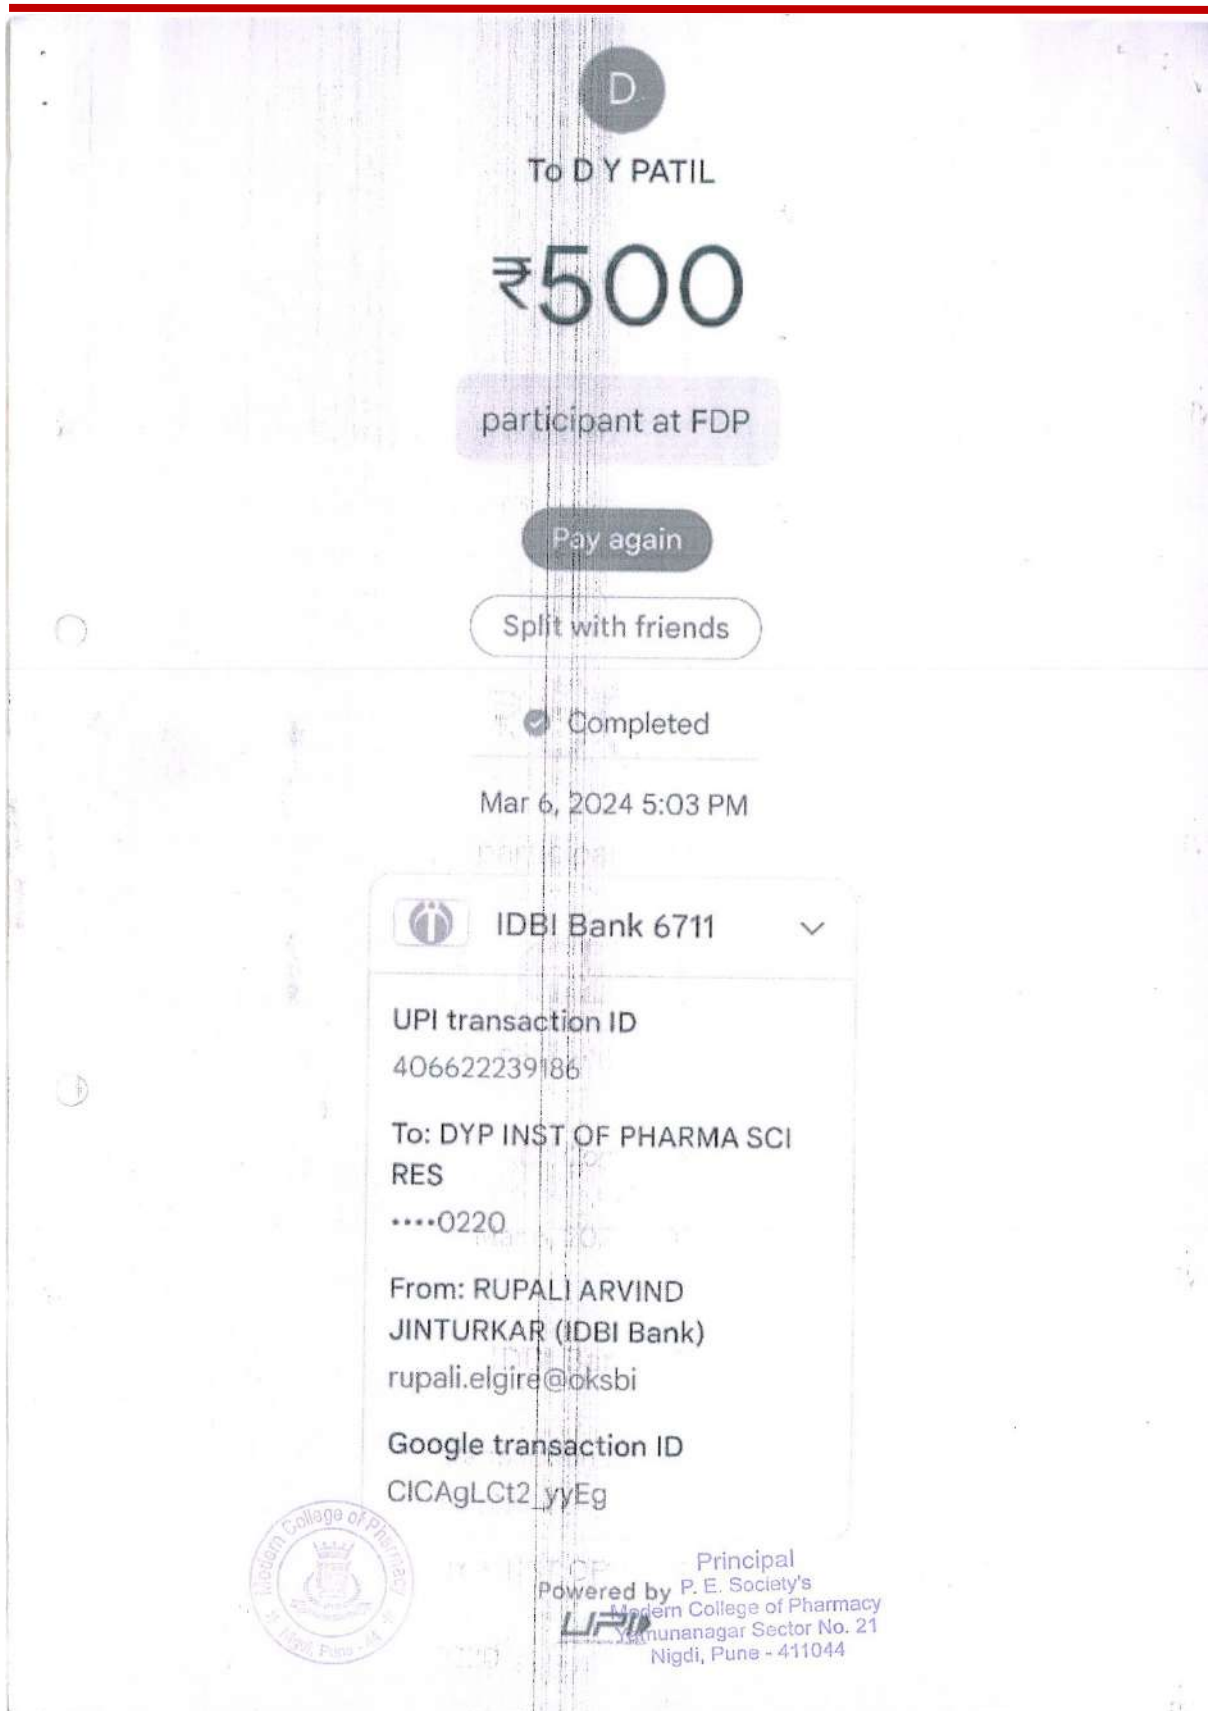 D
To D Y PATIL
₹500
participant at FDP
Pay again
Split with friends
Completed
Mar 6, 2024 5:03 PM
IDBI Bank 6711
UPI transaction ID
406622239186
To: DYP INST OF PHARMA SCI
RES
••••0220
From: RUPALI ARVIND
JINTURKAR (IDBI Bank)
rupali.elgire@oksbi
Google transaction ID
CICAgLCt2_yyEg
Modern College of Pharmacy
Nigdi, Pune - 44
Powered by
UPI
Principal
P. E. Society's
Modern College of Pharmacy
Yamunanagar Sector No. 21
Nigdi, Pune - 411044